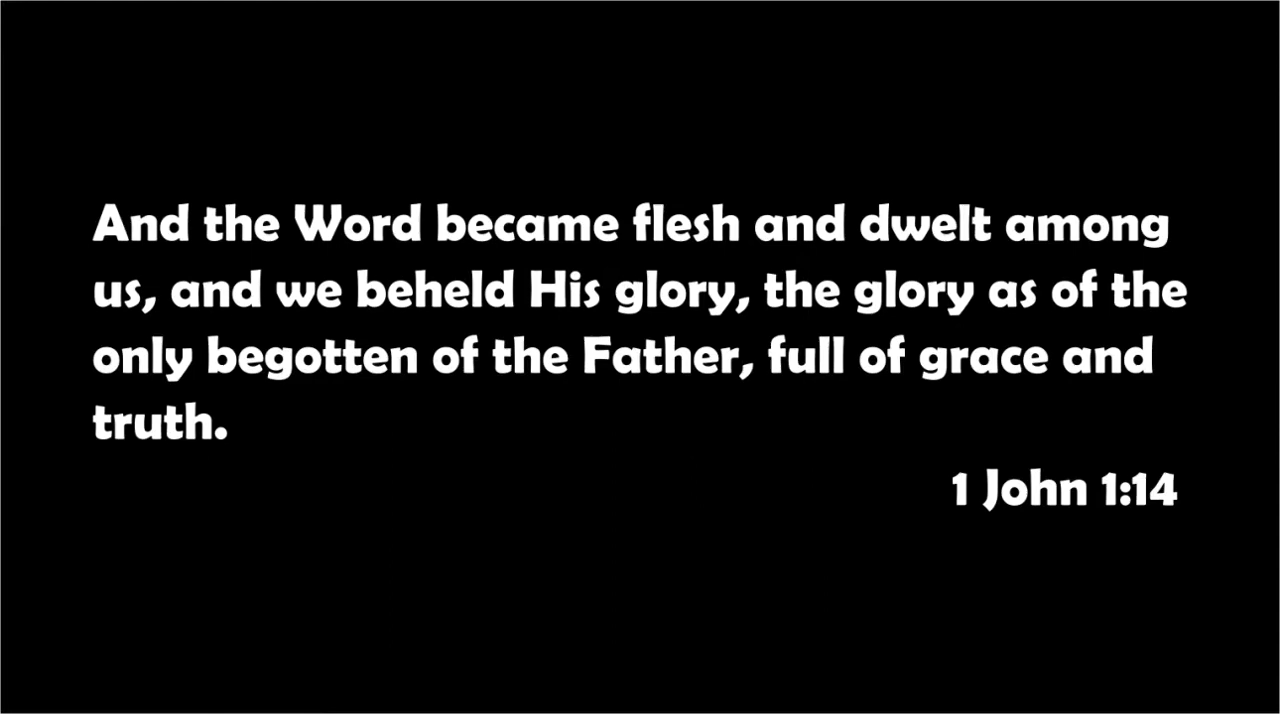 And the Word became flesh and dwelt among
us, and we beheld His glory, the glory as of the
only begotten of the Father, full of grace and
truth.
1 John 1:14